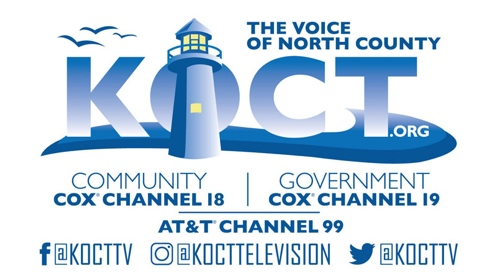 THE VOICE
OF NORTH COUNTY
KOCT.ORG
COMMUNITY
COX® CHANNEL 18
GOVERNMENT
COX® CHANNEL 19
AT&T® CHANNEL 99
f @KOCTTV @KOCTTELEVISION @KOCTTV